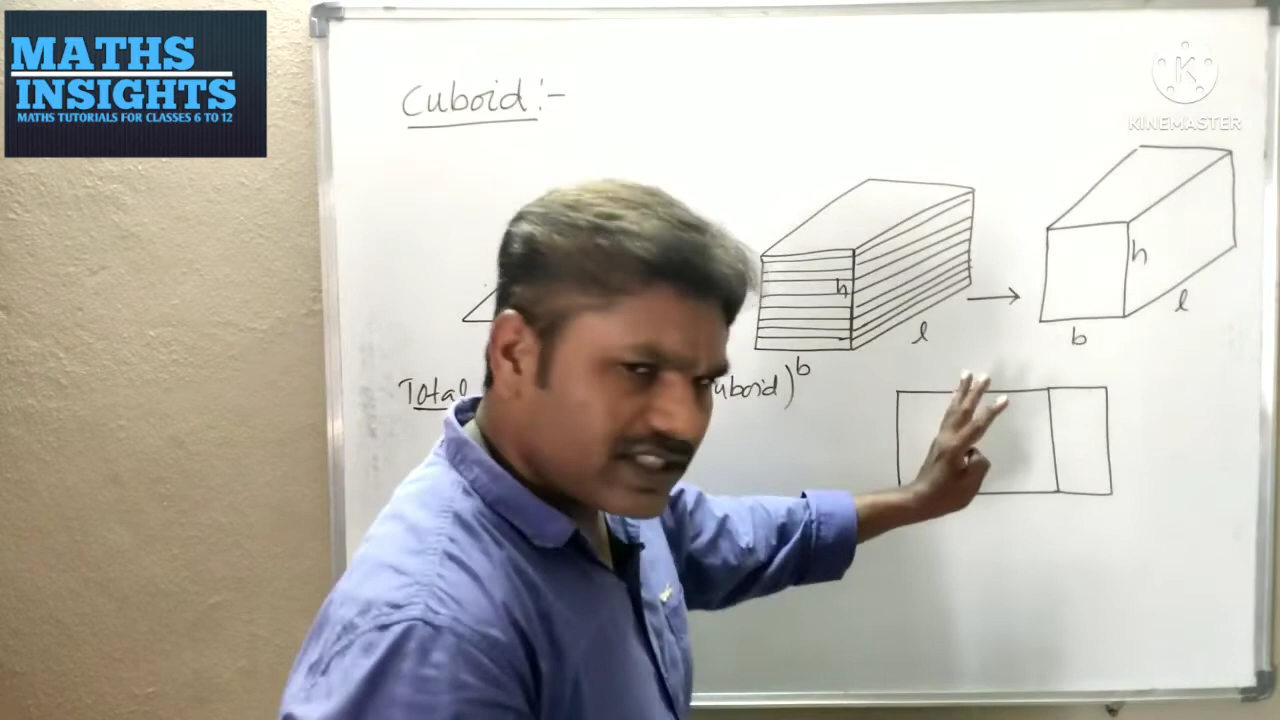 MATHS
INSIGHTS
MATHS TUTORIALS FOR CLASSES 6 TO 12
Cuboid :-
K
KINEMASTER
h
l
b
h
l
b
Total
uboid)